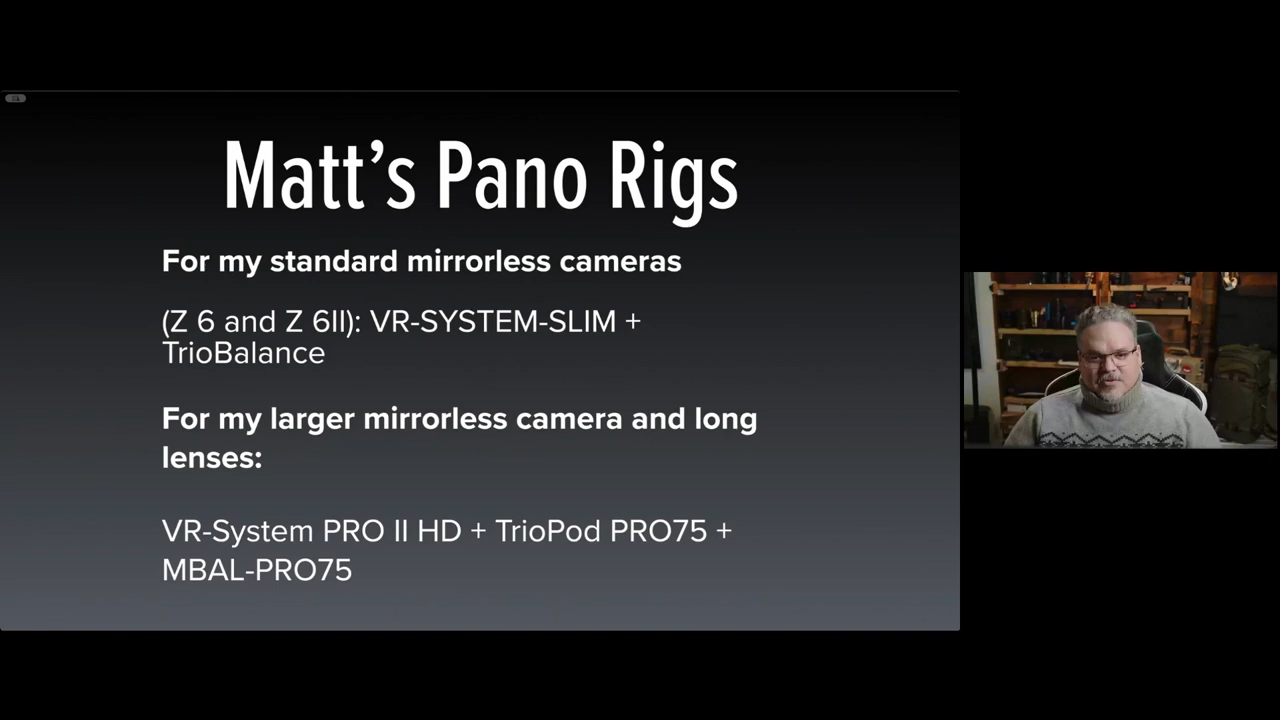 Matt’s Pano Rigs
For my standard mirrorless cameras
(Z 6 and Z 6II): VR-SYSTEM-SLIM +
TrioBalance
For my larger mirrorless camera and long
lenses:
VR-System PRO II HD + TrioPod PRO75 +
MBAL-PRO75